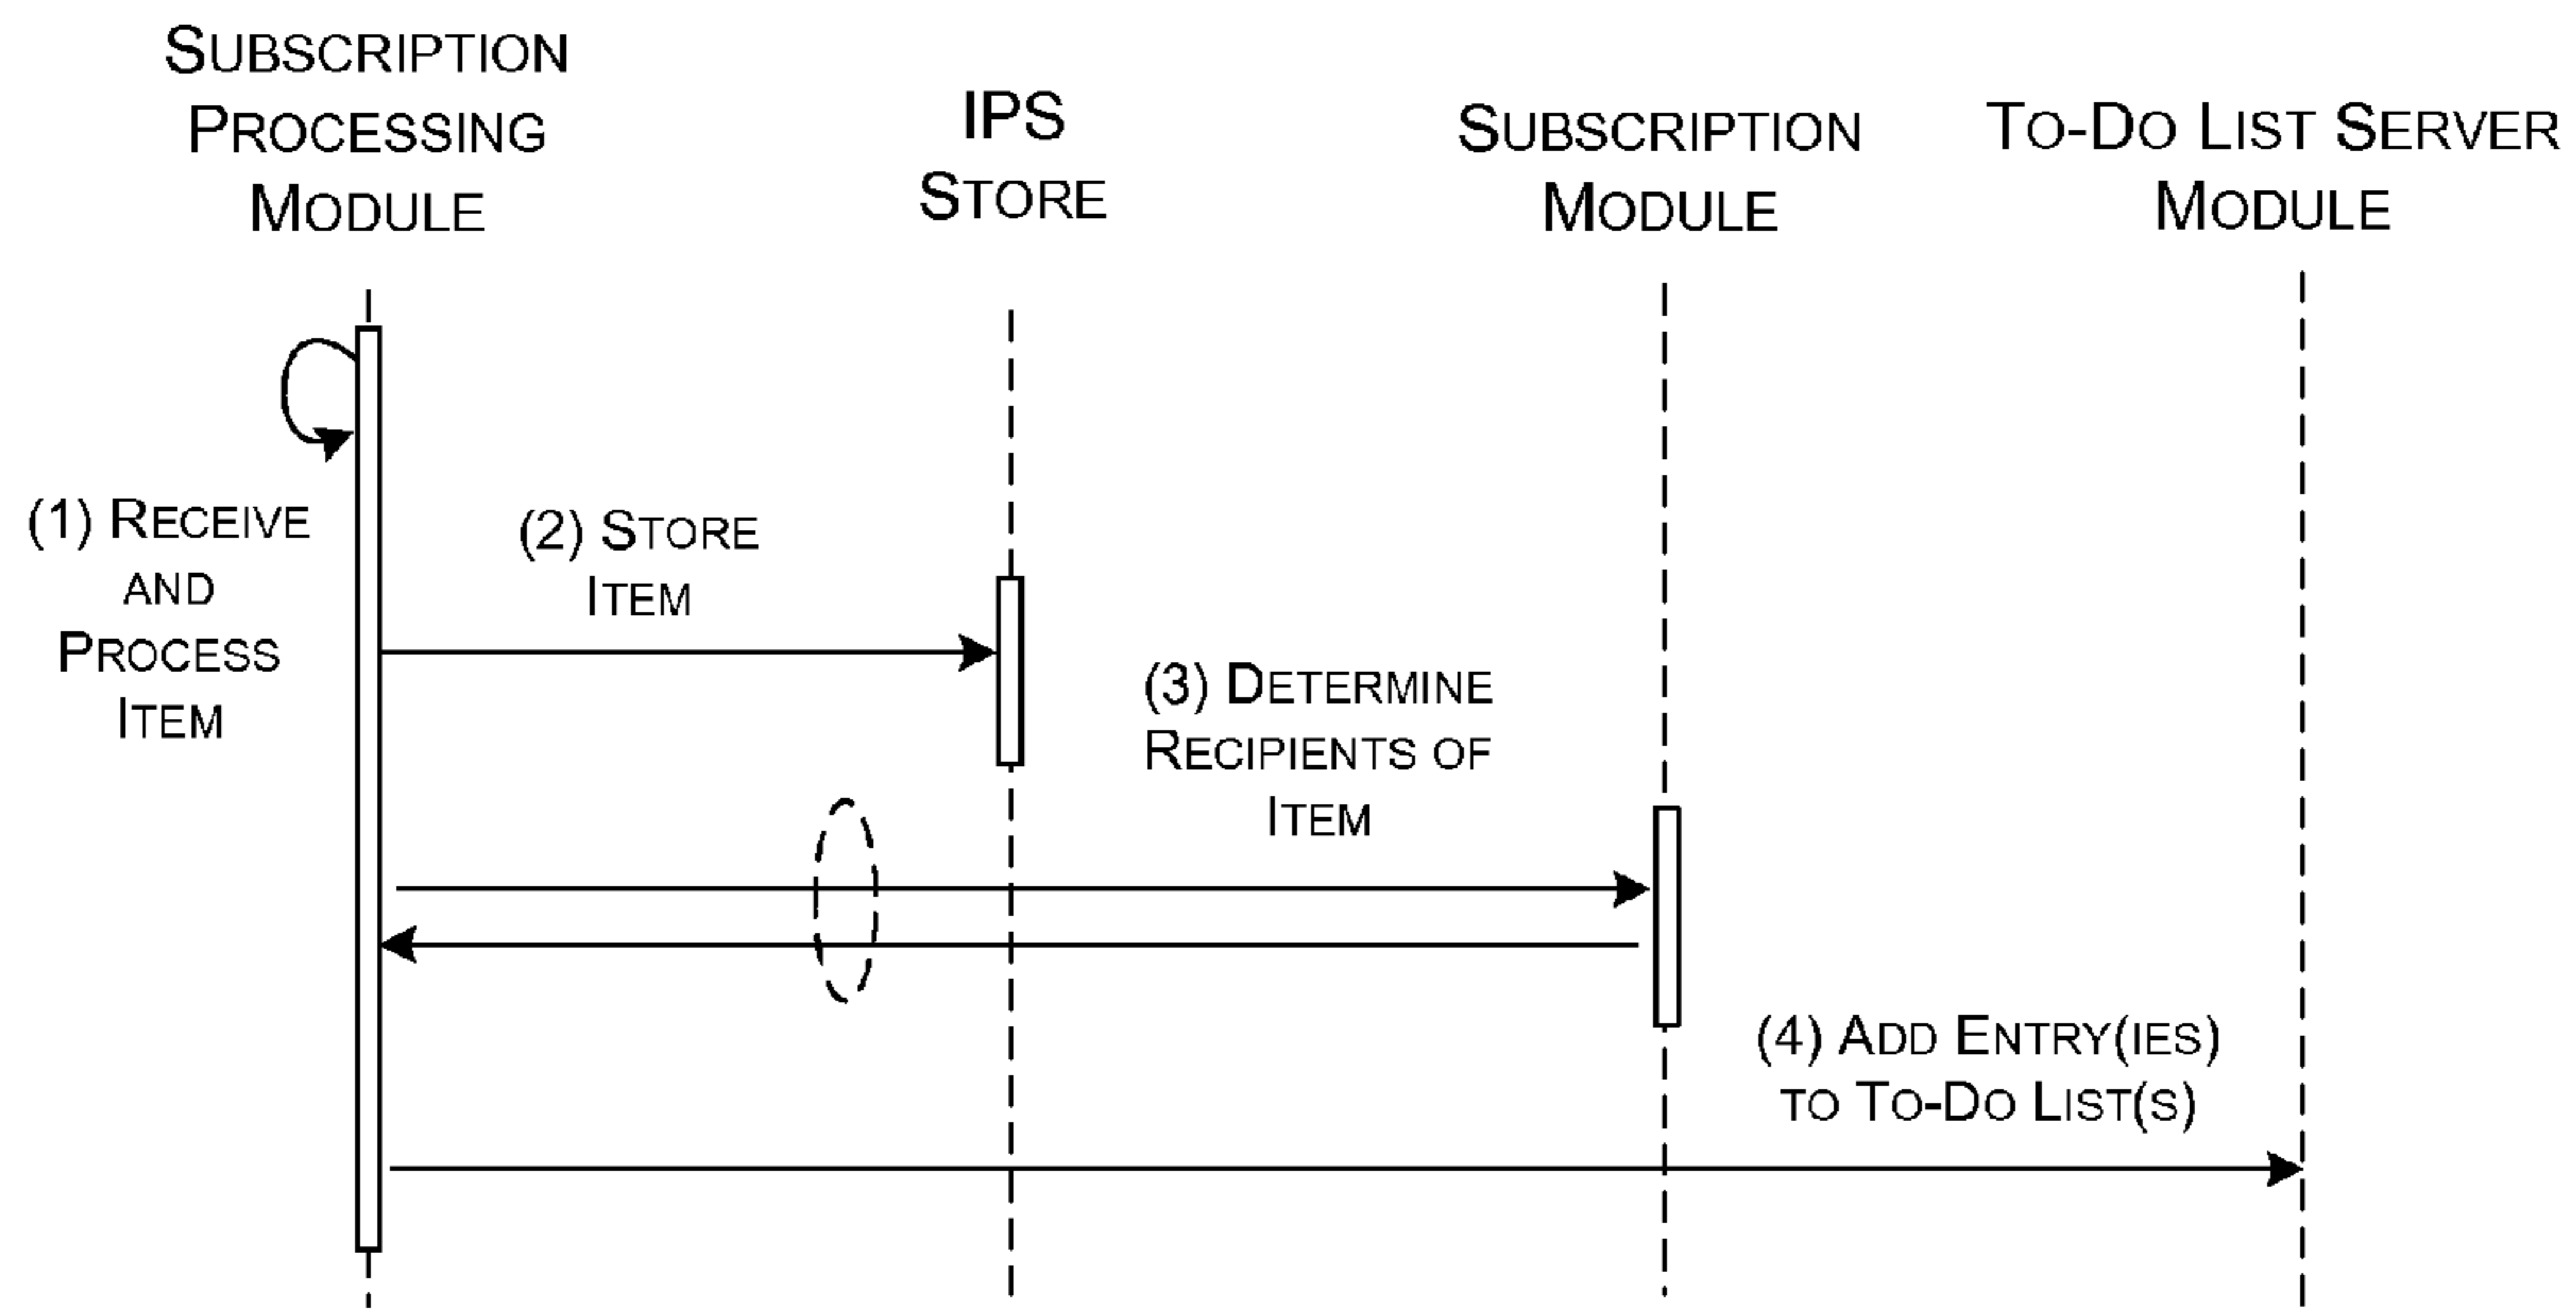 SUBSCRIPTION
PROCESSING
MODULE
IPS
STORE
SUBSCRIPTION
MODULE
TO-DO LIST SERVER
MODULE
(1) RECEIVE
AND
PROCESS
ITEM
(2) STORE
ITEM
(3) DETERMINE
RECIPIENTS OF
ITEM
(4) ADD ENTRY(IES)
TO TO-DO LIST(S)